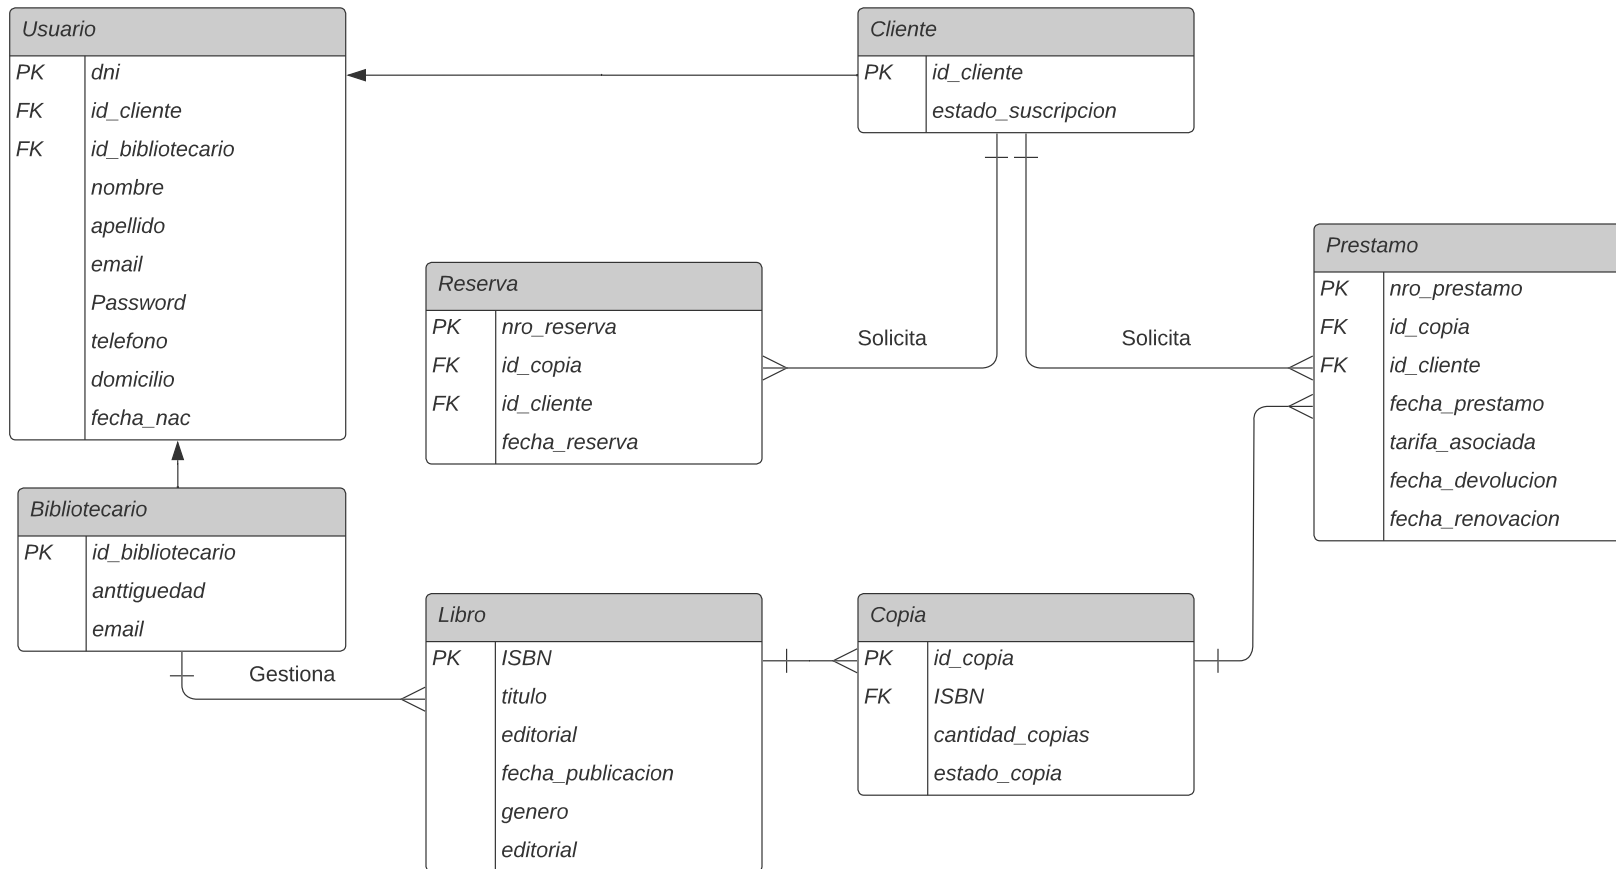 Usuario
PK dni
FK id_cliente
FK id_bibliotecario
nombre
apellido
email
Password
telefono
domicilio
fecha_nac
Cliente
PK id_cliente
estado_suscripcion
Reserva
PK nro_reserva
FK id_copia
FK id_cliente
fecha_reserva
Solicita
Solicita
Prestamo
PK nro_prestamo
FK id_copia
FK id_cliente
fecha_prestamo
tarifa_asociada
fecha_devolucion
fecha_renovacion
Bibliotecario
PK id_bibliotecario
anttiguedad
email
Gestiona
Libro
PK ISBN
titulo
editorial
fecha_publicacion
genero
editorial
Copia
PK id_copia
FK ISBN
cantidad_copias
estado_copia